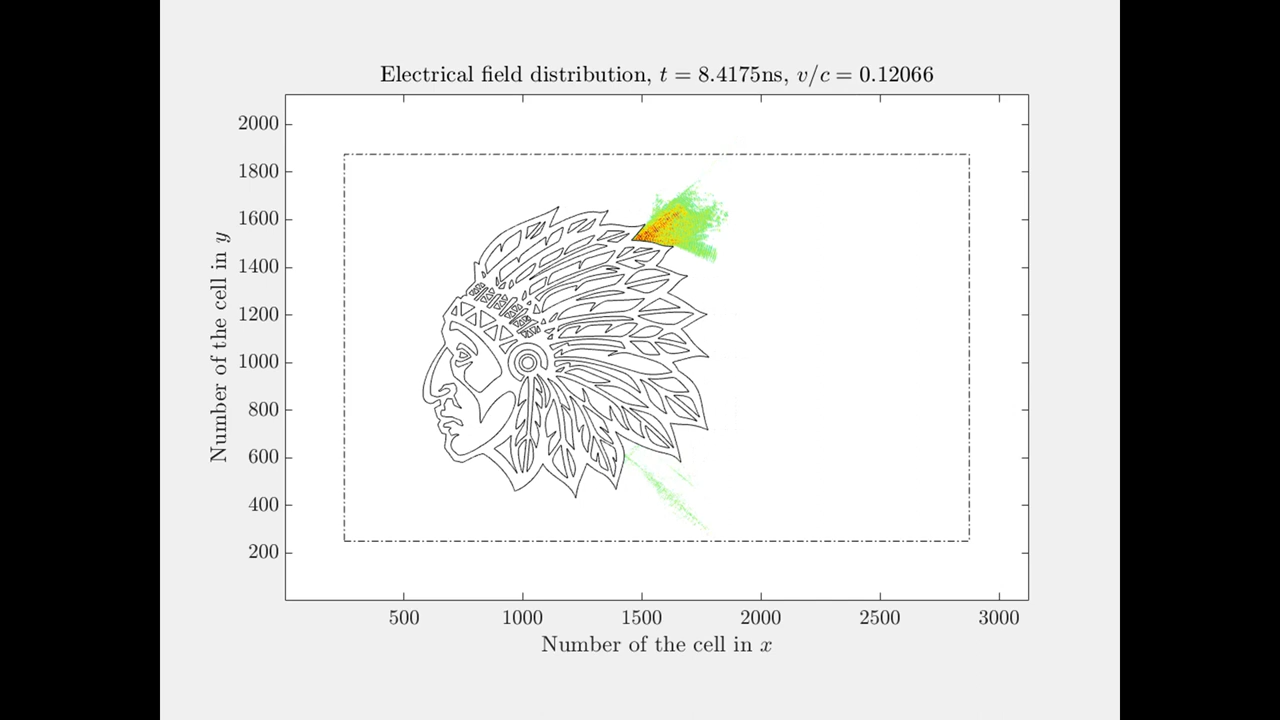 Electrical field distribution, t = 8.4175ns, v/c = 0.12066
2000
1800
1600
1400
1200
1000
800
600
400
200
Number of the cell in y
500 1000 1500 2000 2500 3000
Number of the cell in x